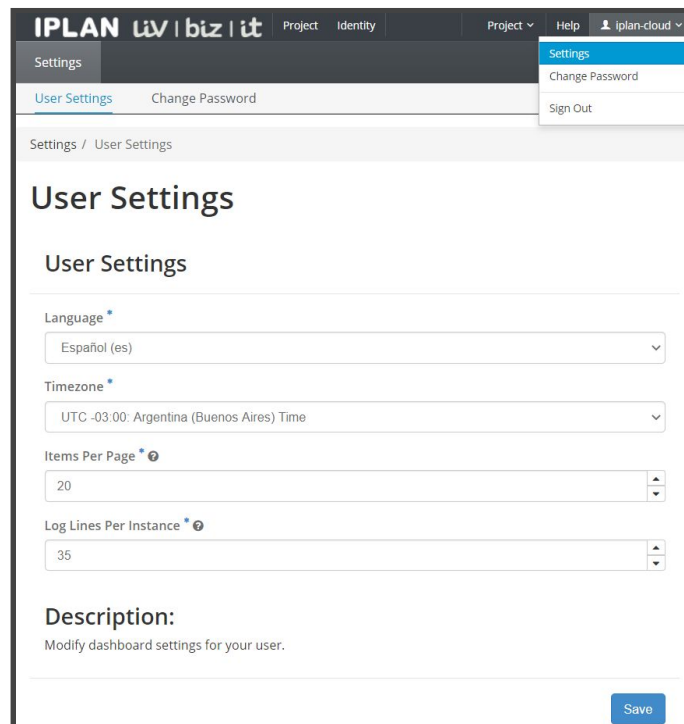 IPLAN liv | biz | it Project Identity Project Help iplan-cloud
Settings
Settings
Change Password
Sign Out
User Settings Change Password
Settings / User Settings
User Settings
User Settings
Language *
Español (es)
Timezone *
UTC -03:00: Argentina (Buenos Aires) Time
Items Per Page * ?
20
Log Lines Per Instance * ?
35
Description:
Modify dashboard settings for your user.
Save